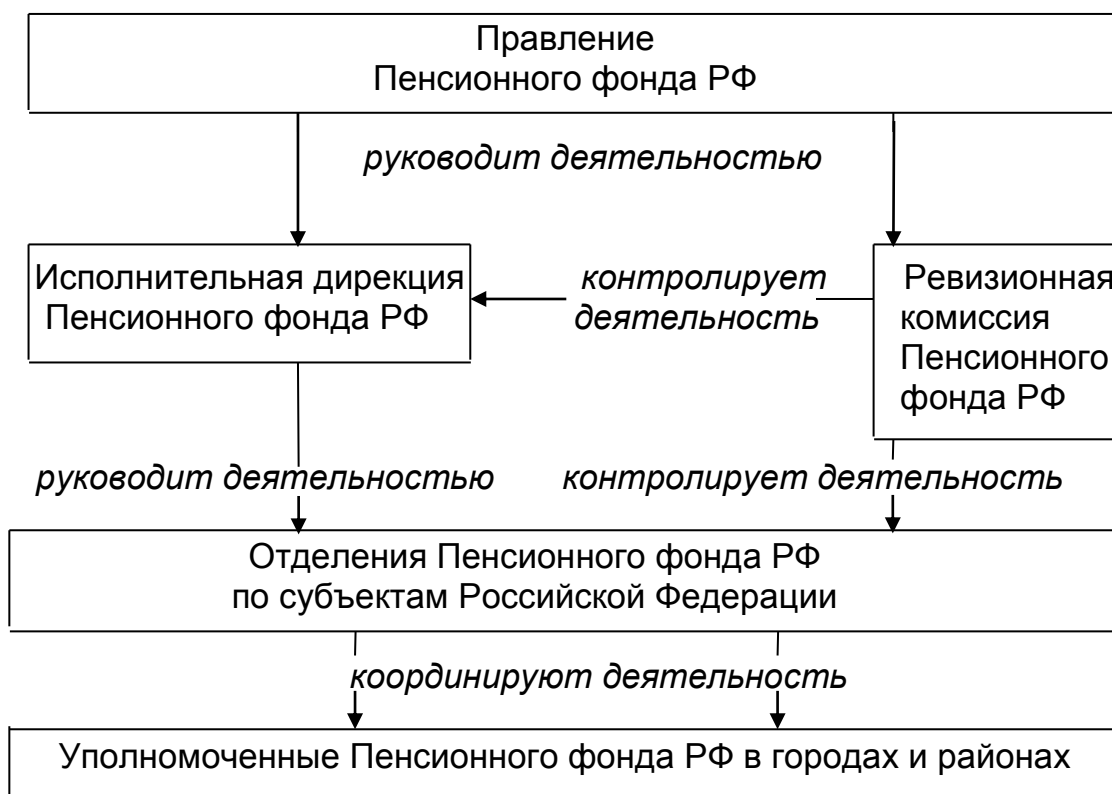 Правление
Пенсионного фонда РФ
руководит деятельностью
Исполнительная дирекция
Пенсионного фонда РФ
контролирует
деятельность
Ревизионная
комиссия
Пенсионного
фонда РФ
руководит деятельностью
контролирует деятельность
Отделения Пенсионного фонда РФ
по субъектам Российской Федерации
координируют деятельность
Уполномоченные Пенсионного фонда РФ в городах и районах